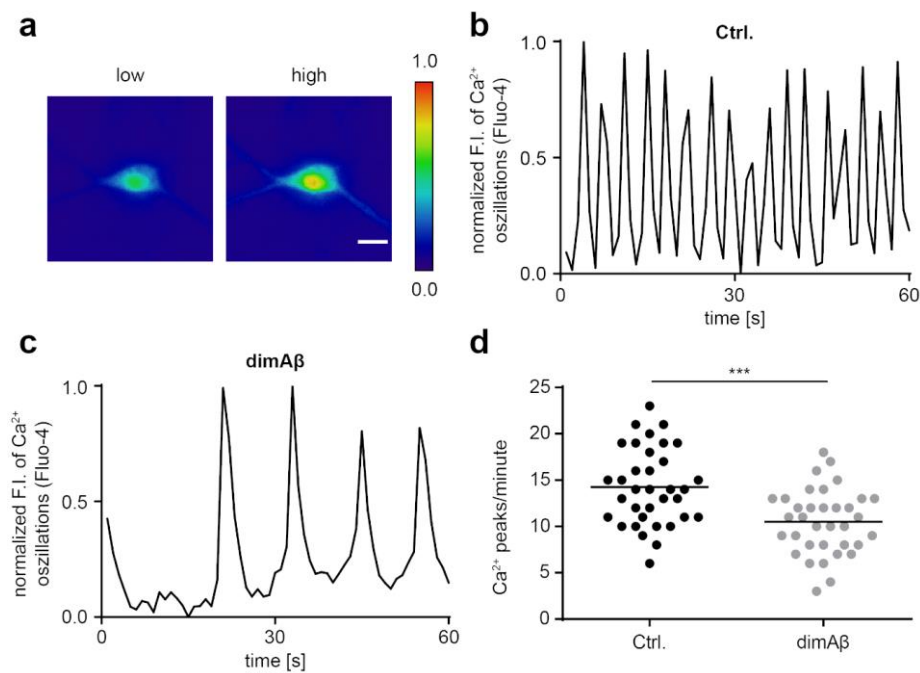 a
low
high
1.0
0.0
b
Ctrl.
normalized F.I. of Ca²⁺
oszillations (Fluo-4)
1.0
0.5
0.0
0
30
60
time [s]
c
dimAβ
normalized F.I. of Ca²⁺
oszillations (Fluo-4)
1.0
0.5
0.0
0
30
60
time [s]
d
***
Ca²⁺ peaks/minute
25
20
15
10
5
0
Ctrl.
dimAβ